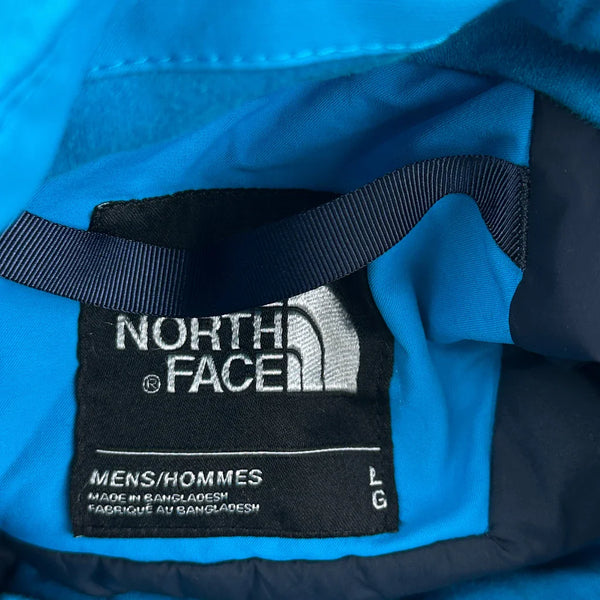 NORTH
® FACE
MENS/HOMMES L
MADE IN BANGLADESH G
FABRIQUÉ AU BANGLADESH